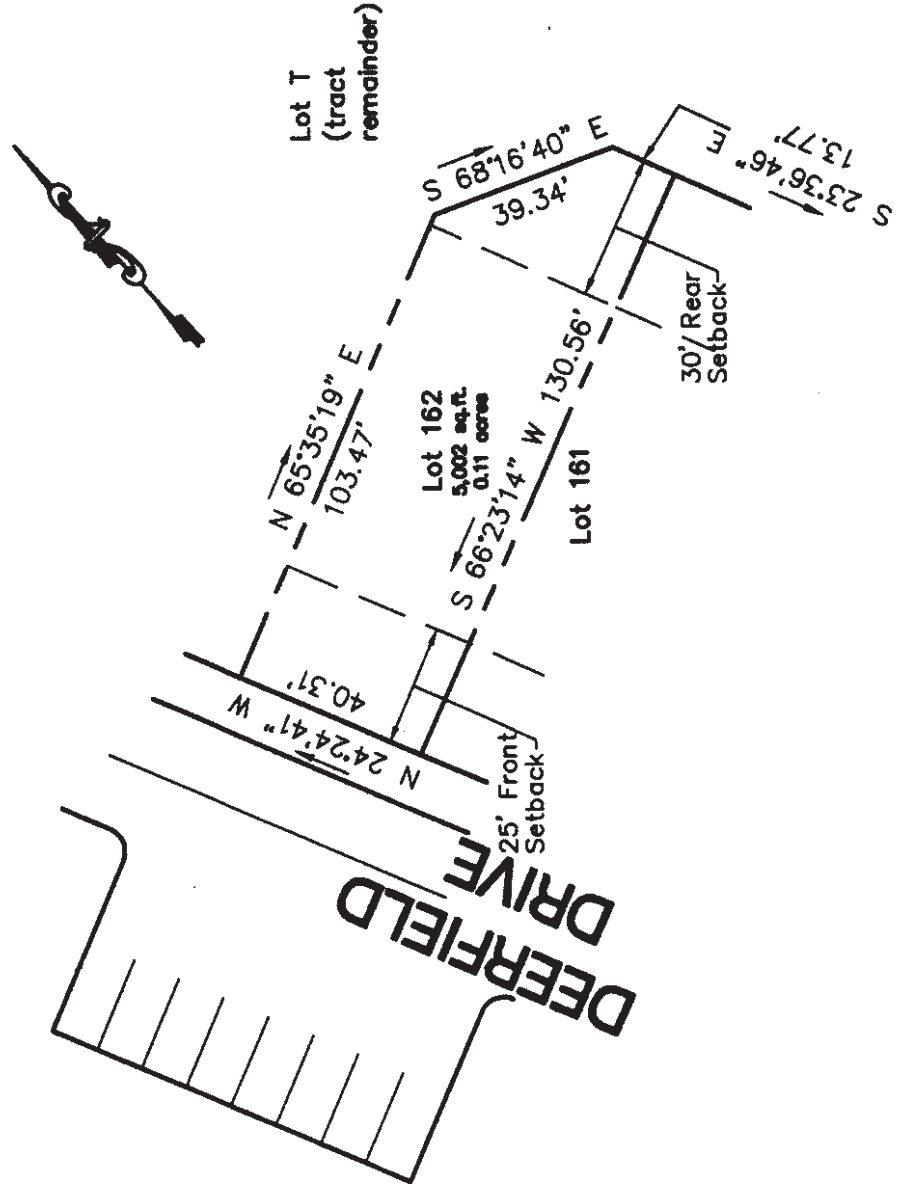 Lot T
(tract
remainder)
S 68°16'40" E
39.34'
S 23°36'46" E
13.77'
N 65°35'19" E
103.47'
Lot 162
5,002 sq.ft.
0.11 acres
S 66°23'14" W 130.56'
Lot 161
30' Rear
Setback
N 24°24'41" W
40.31'
25' Front
Setback
DEERFIELD
DRIVE